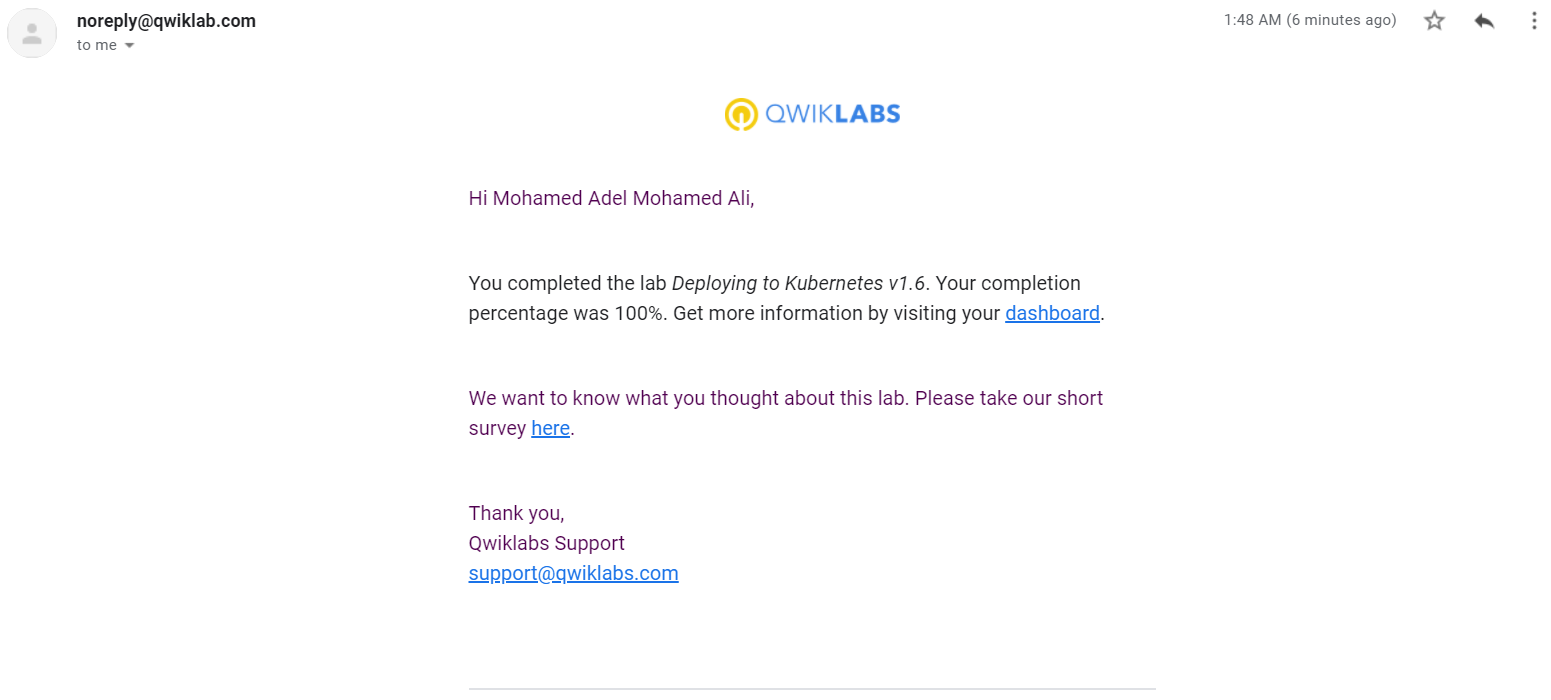 noreply@qwiklab.com
1:48 AM (6 minutes ago)
to me
QWIKLABS
Hi Mohamed Adel Mohamed Ali,
You completed the lab Deploying to Kubernetes v1.6. Your completion
percentage was 100%. Get more information by visiting your dashboard.
We want to know what you thought about this lab. Please take our short
survey here.
Thank you,
Qwiklabs Support
support@qwiklabs.com